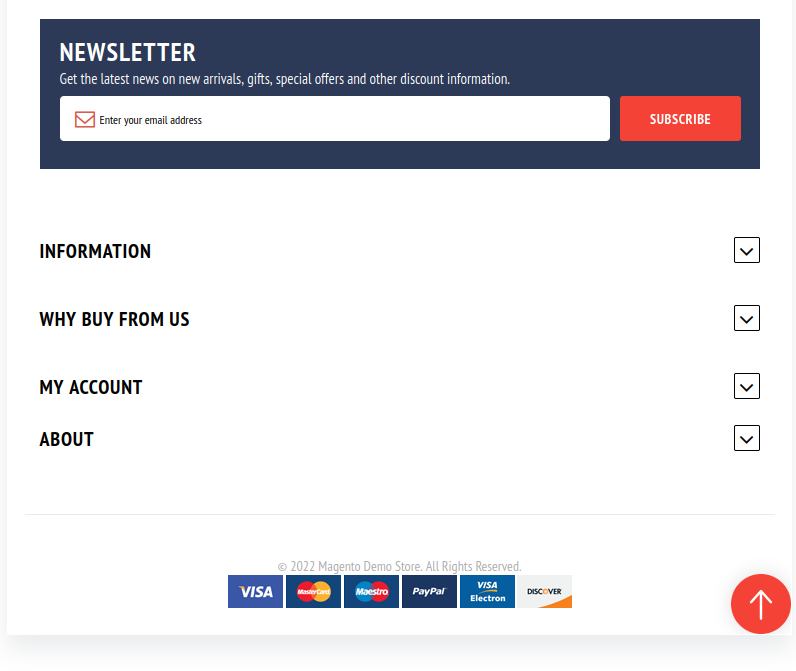 NEWSLETTER
Get the latest news on new arrivals, gifts, special offers and other discount information.
Enter your email address
SUBSCRIBE
INFORMATION
WHY BUY FROM US
MY ACCOUNT
ABOUT
© 2022 Magento Demo Store. All Rights Reserved.
VISA MasterCard Maestro PayPal VISA Electron DISCOVER